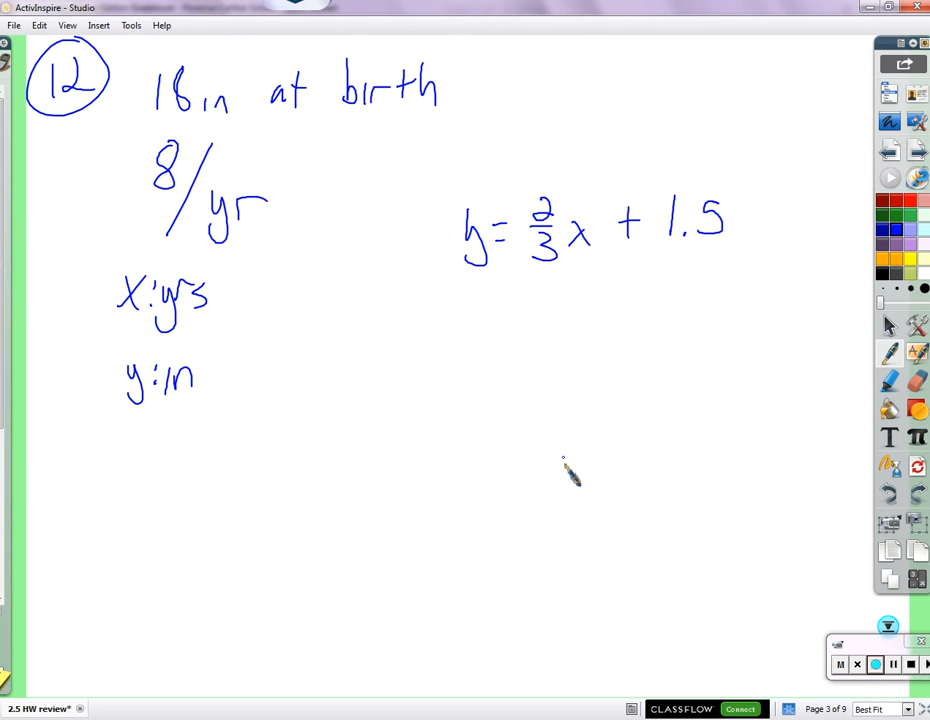 ActivInspire - Studio
File Edit View Insert Tools Help
12
18in at birth
8/yr
y = 2/3 x + 1.5
x: yrs
y: in
2.5 HW review*
CLASSFLOW Connect
Page 3 of 9
Best Fit
M